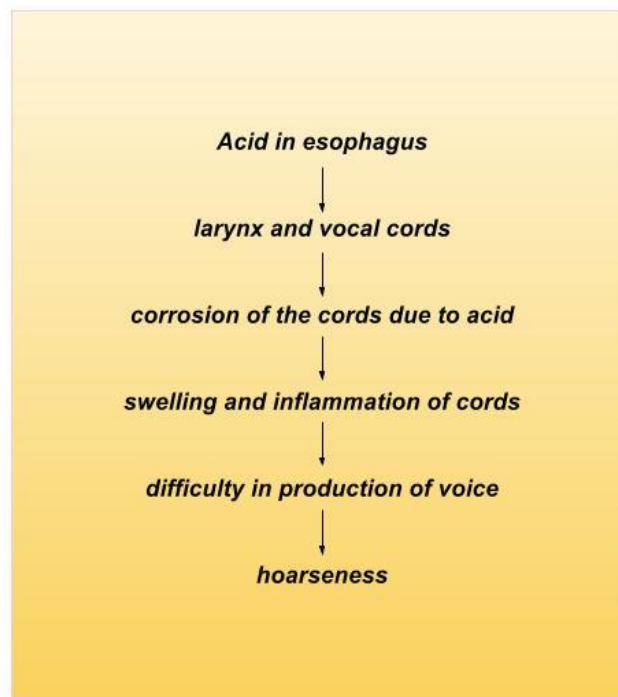 Acid in esophagus
larynx and vocal cords
corrosion of the cords due to acid
swelling and inflammation of cords
difficulty in production of voice
hoarseness